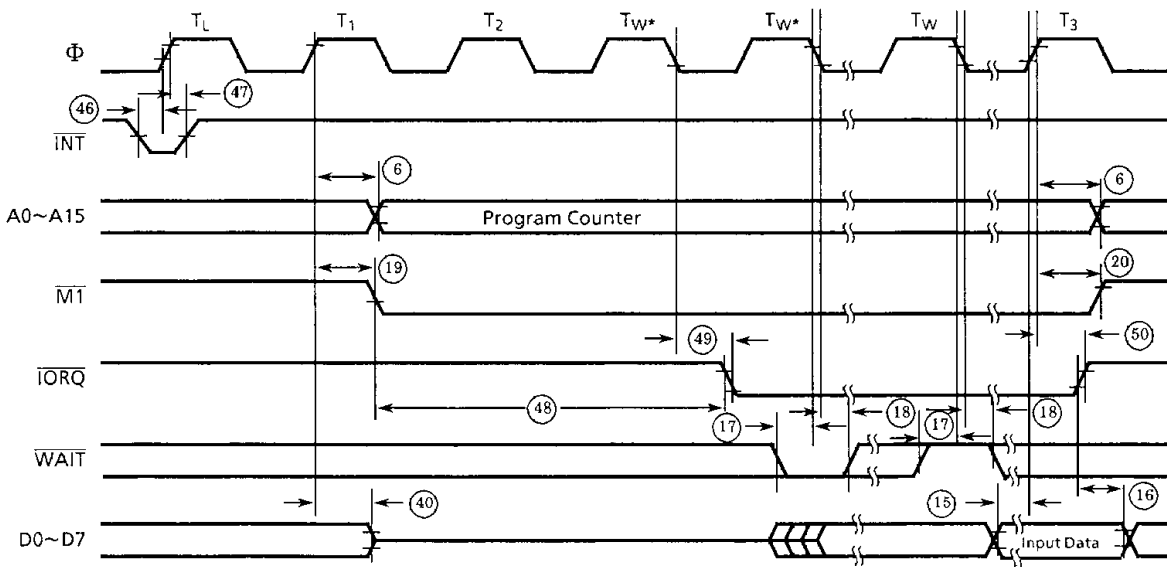 TL T1 T2 TW* TW* TW T3
Φ
46 47
INT
6 6
A0~A15 Program Counter
19 20
M1
49 50
IORQ
48 18 18
17 17
WAIT
40 15 16
D0~D7 Input Data